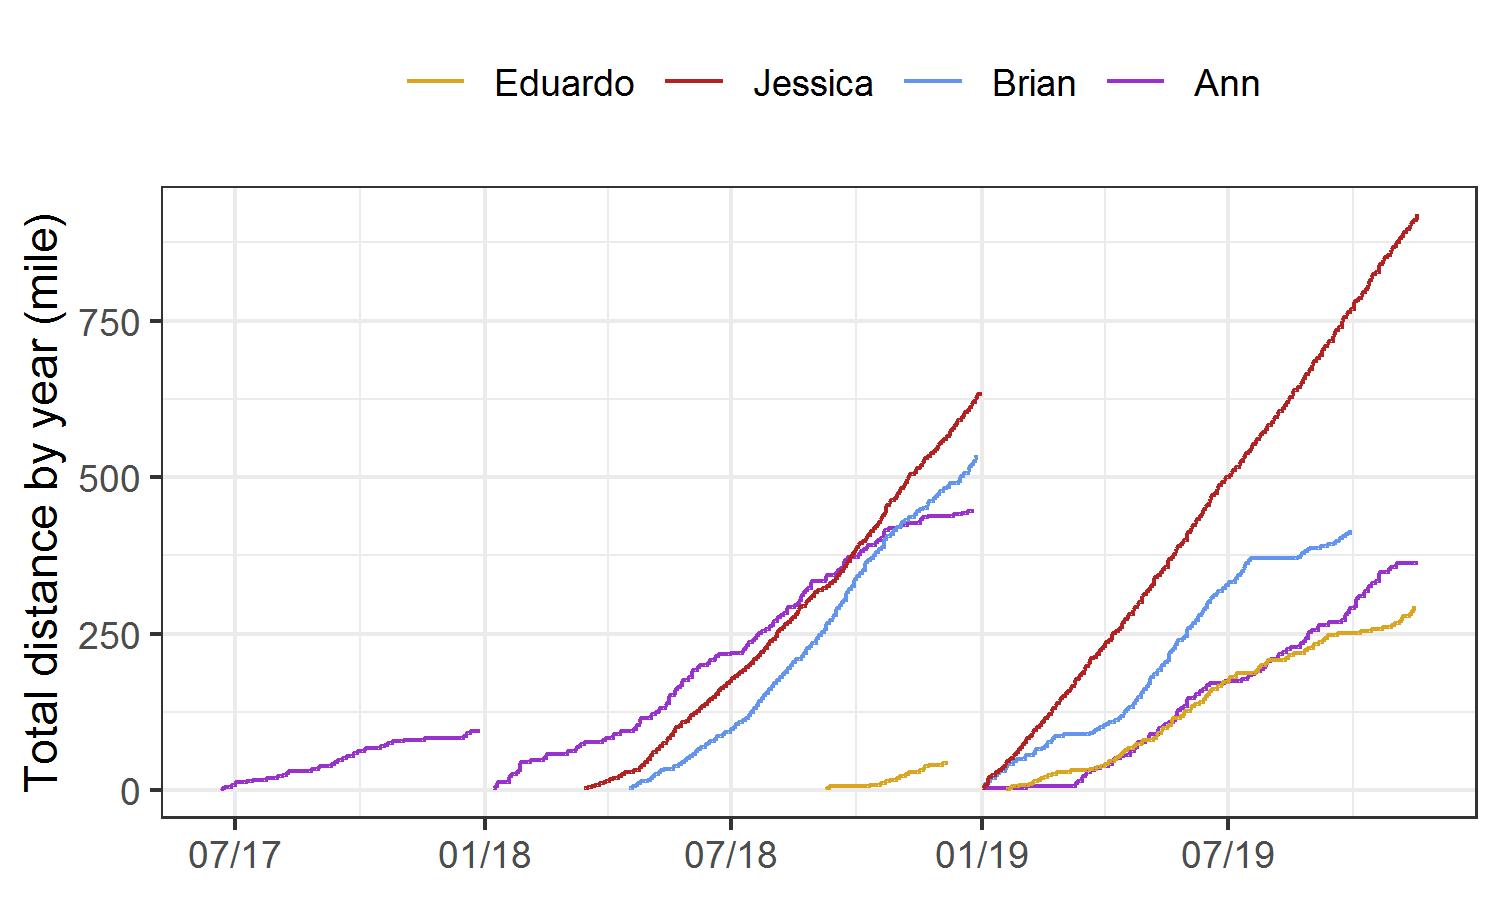 Eduardo Jessica Brian Ann
Total distance by year (mile)
750
500
250
0
07/17 01/18 07/18 01/19 07/19